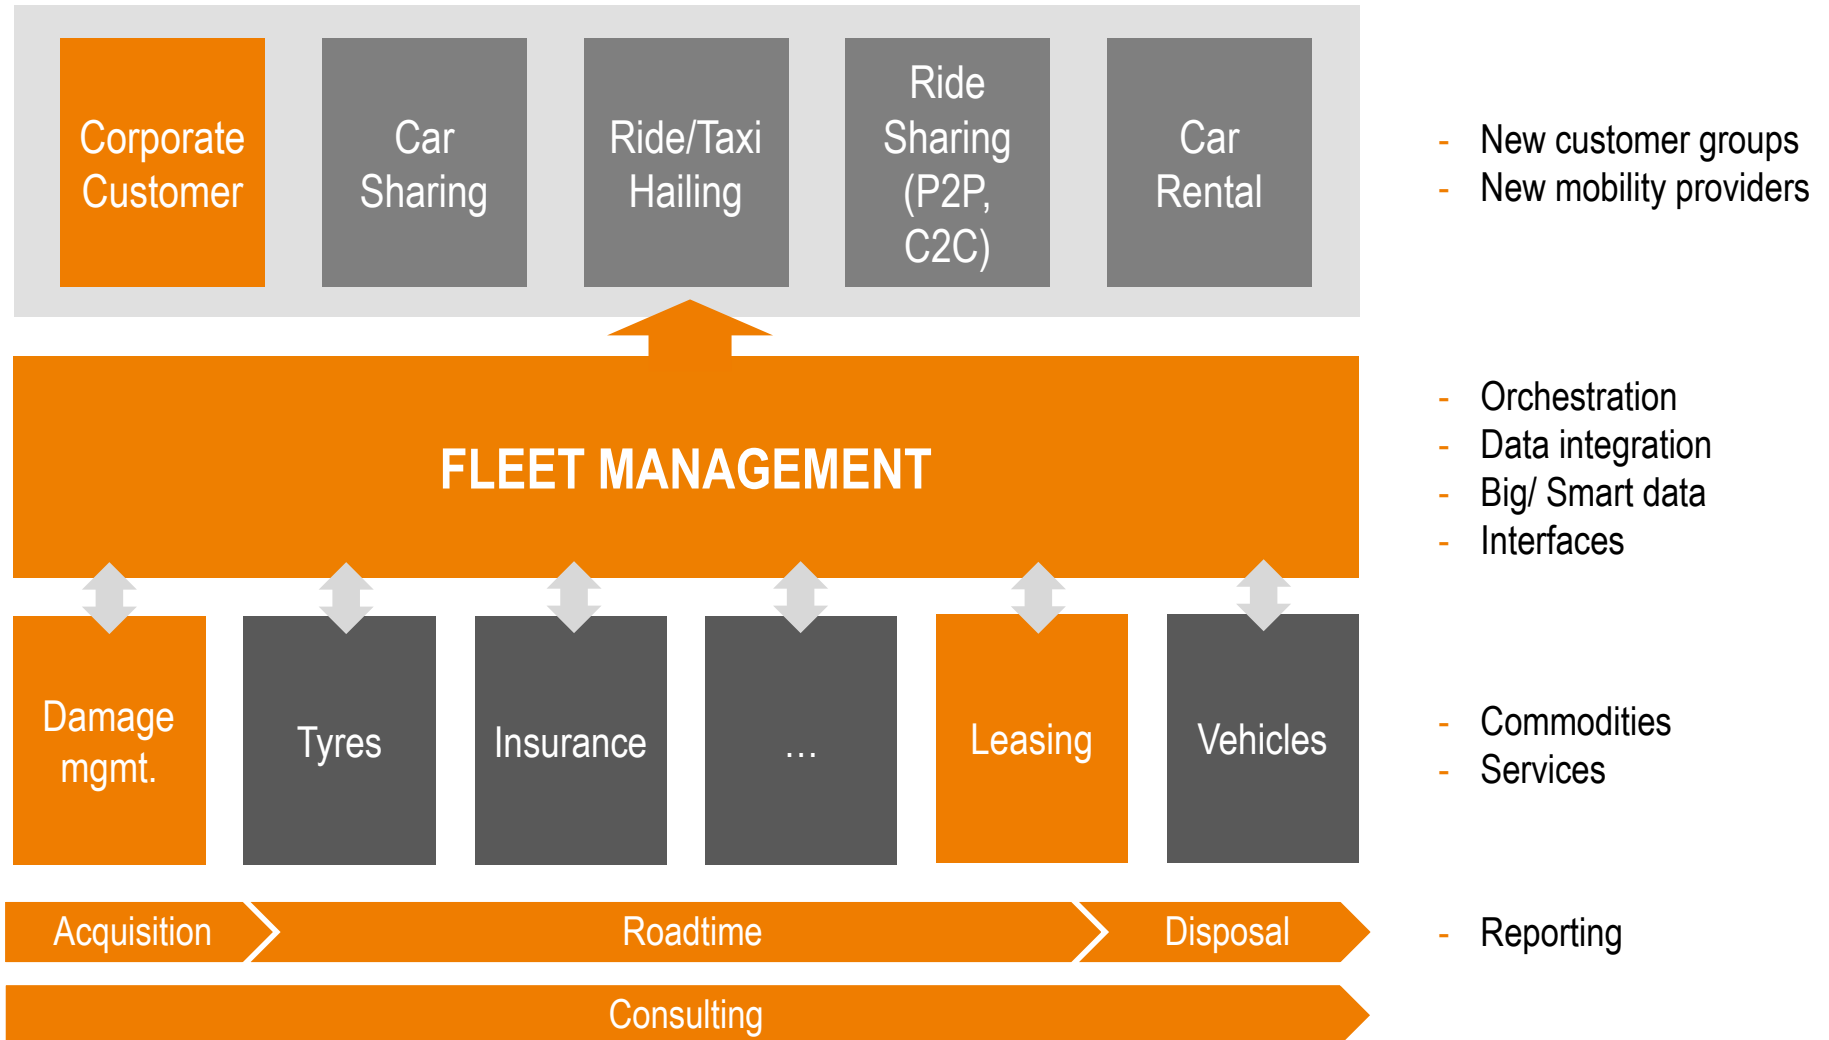 Corporate
Customer
Car
Sharing
Ride/Taxi
Hailing
Ride
Sharing
(P2P,
C2C)
Car
Rental
- New customer groups
- New mobility providers
FLEET MANAGEMENT
- Orchestration
- Data integration
- Big/ Smart data
- Interfaces
Damage
mgmt.
Tyres
Insurance
…
Leasing
Vehicles
- Commodities
- Services
Acquisition
Roadtime
Disposal
- Reporting
Consulting